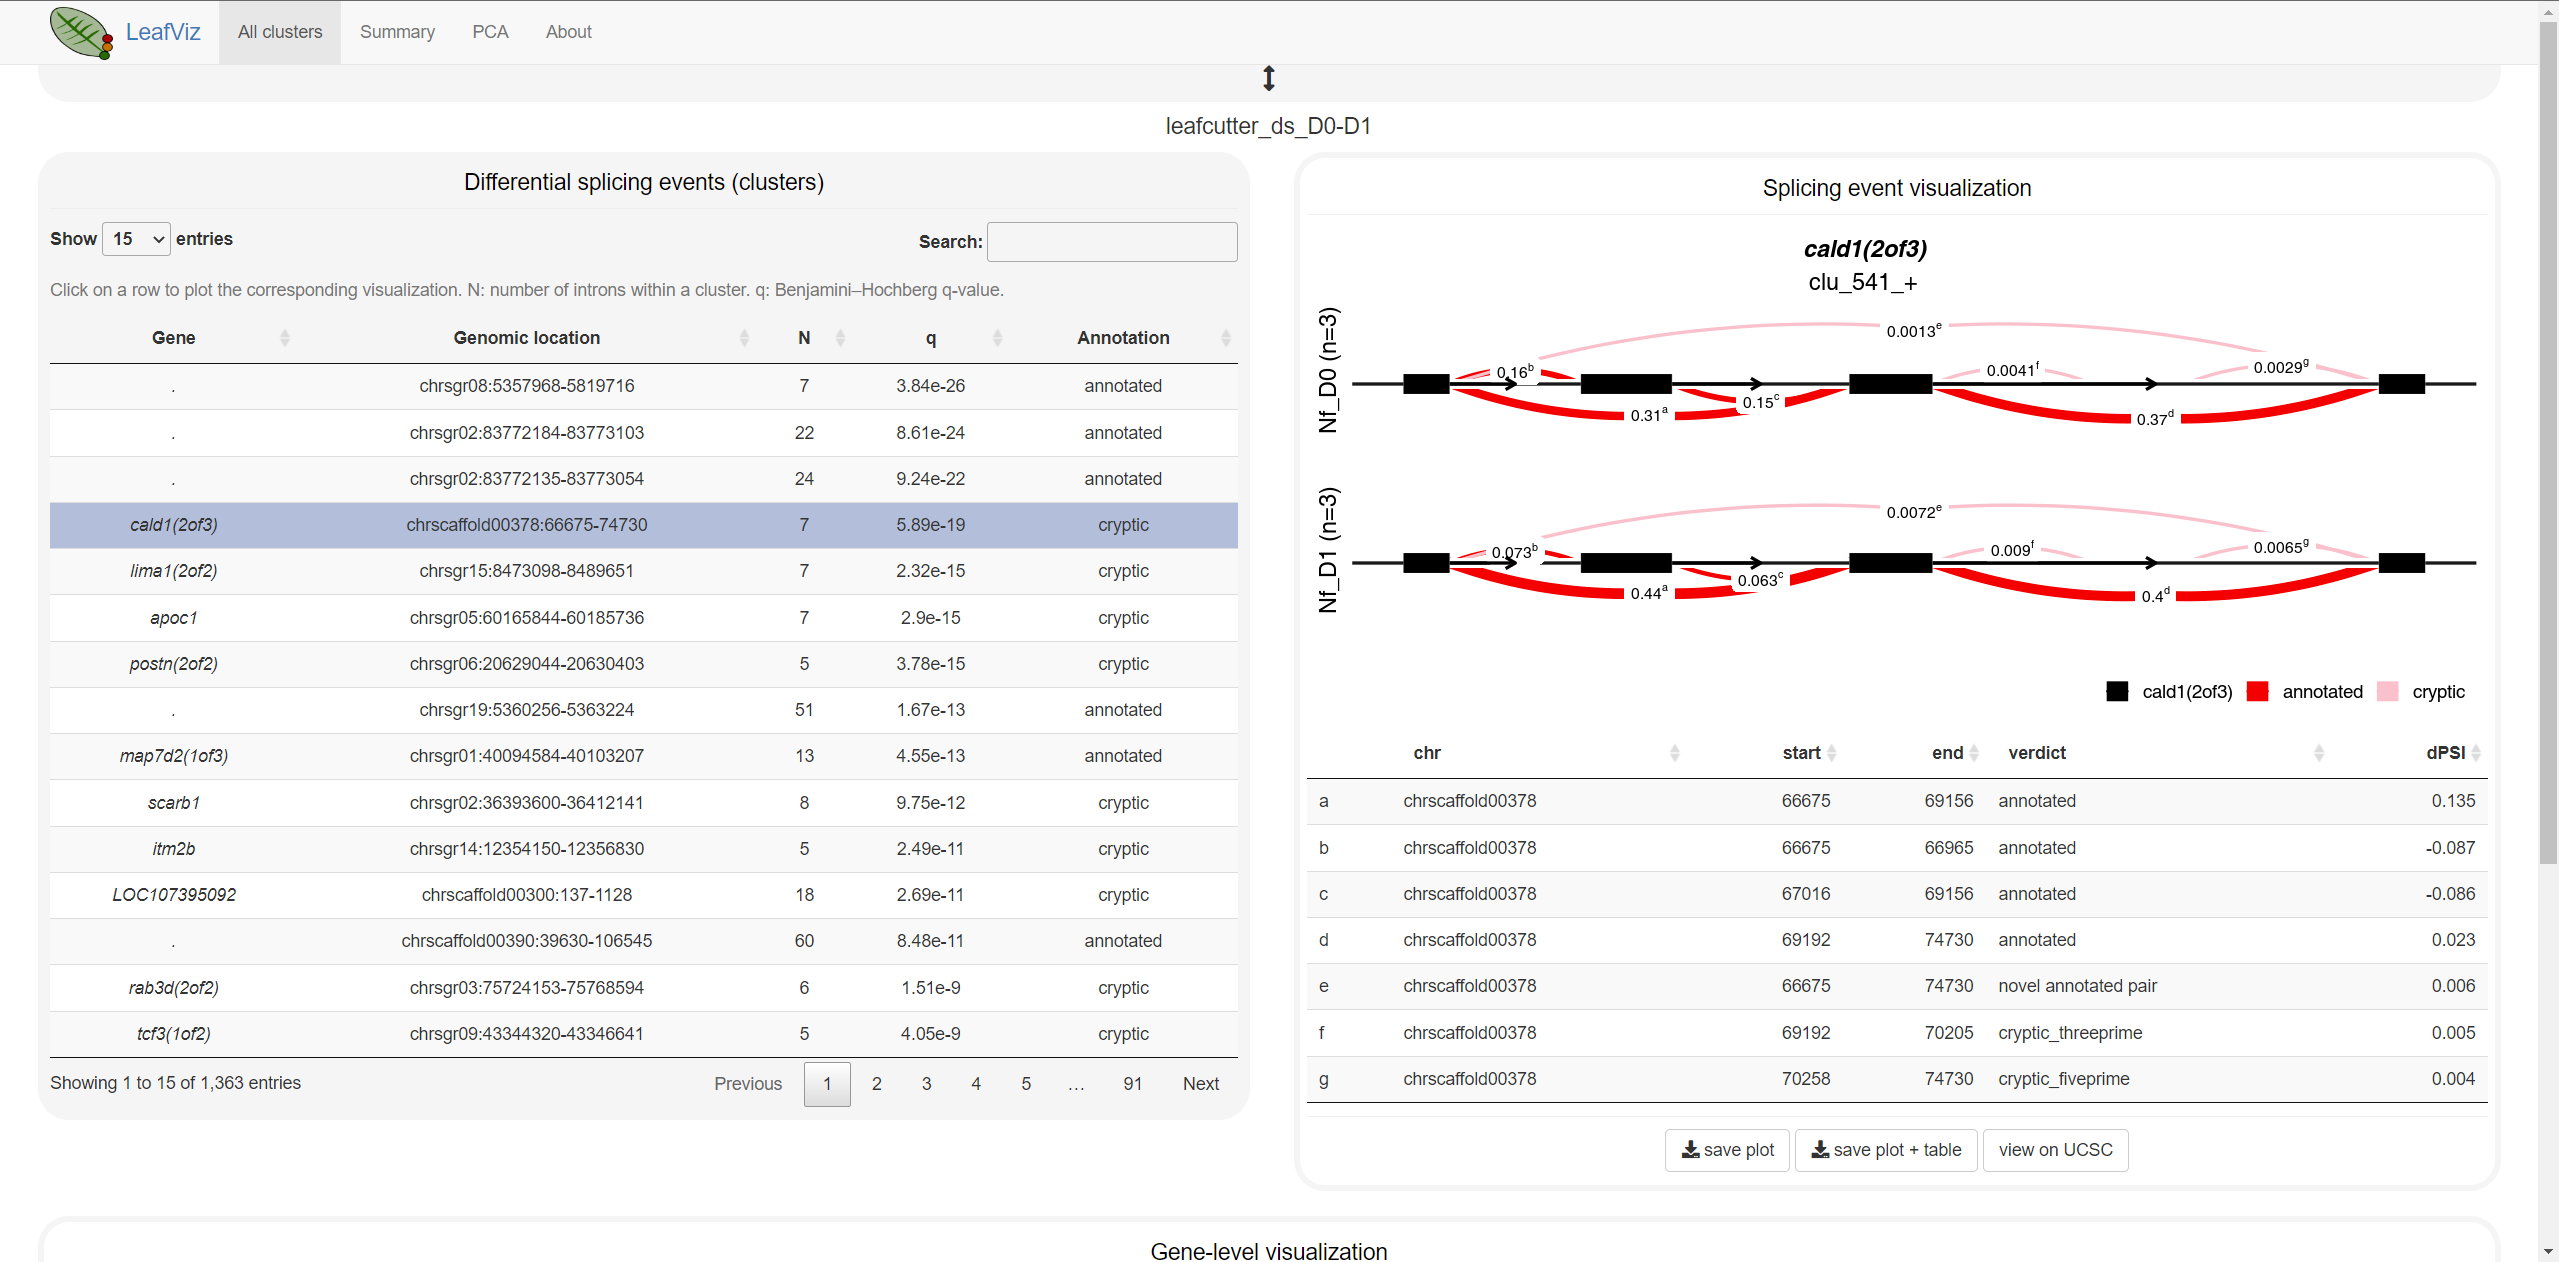 LeafViz All clusters Summary PCA About
leafcutter_ds_D0-D1
Differential splicing events (clusters)
Show 15 entries Search:
Click on a row to plot the corresponding visualization. N: number of introns within a cluster. q: Benjamini–Hochberg q-value.
Gene Genomic location N q Annotation
. chrsgr08:5357968-5819716 7 3.84e-26 annotated
. chrsgr02:83772184-83773103 22 8.61e-24 annotated
. chrsgr02:83772135-83773054 24 9.24e-22 annotated
cald1(2of3) chrscaffold00378:66675-74730 7 5.89e-19 cryptic
lima1(2of2) chrsgr15:8473098-8489651 7 2.32e-15 cryptic
apoc1 chrsgr05:60165844-60185736 7 2.9e-15 cryptic
postn(2of2) chrsgr06:20629044-20630403 5 3.78e-15 cryptic
. chrsgr19:5360256-5363224 51 1.67e-13 annotated
map7d2(1of3) chrsgr01:40094584-40103207 13 4.55e-13 annotated
scarb1 chrsgr02:36393600-36412141 8 9.75e-12 cryptic
itm2b chrsgr14:12354150-12356830 5 2.49e-11 cryptic
LOC107395092 chrscaffold00300:137-1128 18 2.69e-11 cryptic
. chrscaffold00390:39630-106545 60 8.48e-11 annotated
rab3d(2of2) chrsgr03:75724153-75768594 6 1.51e-9 cryptic
tcf3(1of2) chrsgr09:43344320-43346641 5 4.05e-9 cryptic
Showing 1 to 15 of 1,363 entries Previous 1 2 3 4 5 … 91 Next
Splicing event visualization
cald1(2of3)
clu_541_+
Nf_D0 (n=3)
0.0013e
0.16b 0.0041f 0.0029g
0.31a 0.15c 0.37d
Nf_D1 (n=3)
0.0072e
0.073b 0.009f 0.0065g
0.44a 0.063c 0.4d
cald1(2of3) annotated cryptic
chr start end verdict dPSI
a chrscaffold00378 66675 69156 annotated 0.135
b chrscaffold00378 66675 66965 annotated -0.087
c chrscaffold00378 67016 69156 annotated -0.086
d chrscaffold00378 69192 74730 annotated 0.023
e chrscaffold00378 66675 74730 novel annotated pair 0.006
f chrscaffold00378 69192 70205 cryptic_threeprime 0.005
g chrscaffold00378 70258 74730 cryptic_fiveprime 0.004
save plot save plot + table view on UCSC
Gene-level visualization